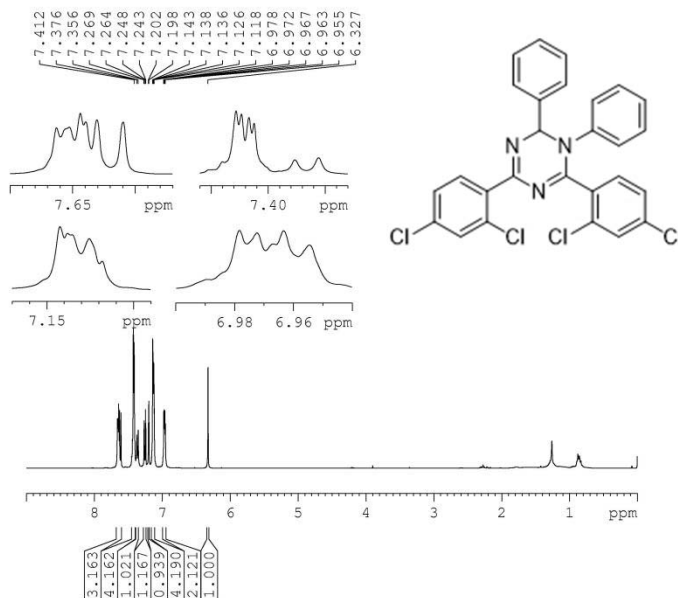 7.412
7.376
7.356
7.269
7.264
7.248
7.243
7.202
7.198
7.143
7.138
7.136
7.126
7.118
6.978
6.972
6.967
6.963
6.955
6.327
7.65 ppm
7.40 ppm
7.15 ppm
6.98 6.96 ppm
N
N
N
Cl
Cl
Cl
C
8 7 6 5 4 3 2 1 ppm
3.163
4.162
1.021
1.167
0.939
4.190
2.121
1.000